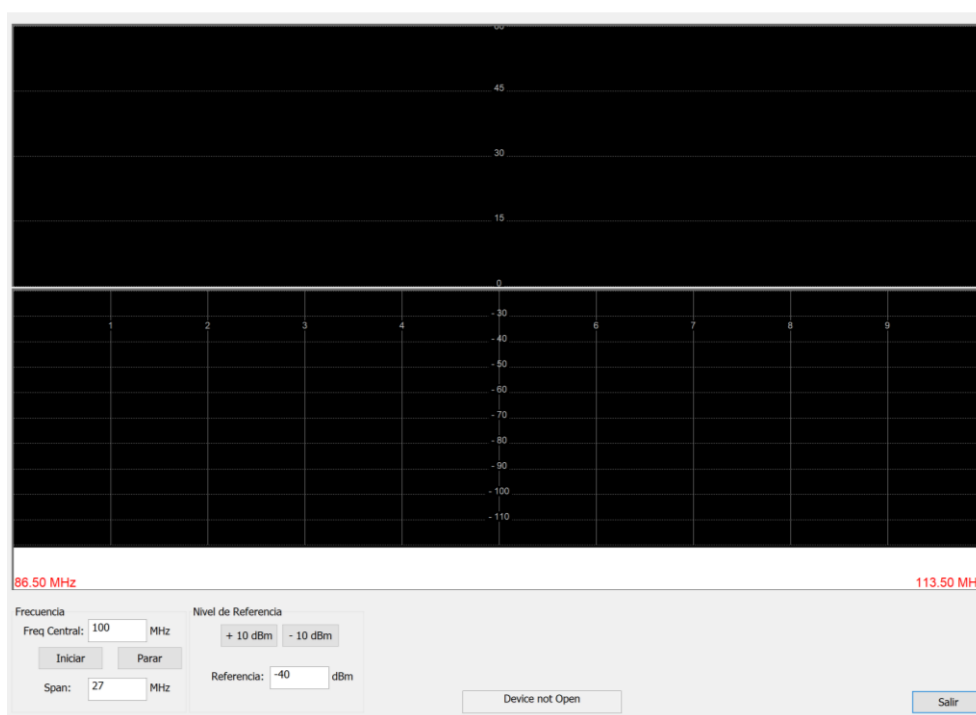 60
45
30
15
0
- 30
1 2 3 4 6 7 8 9
- 40
- 50
- 60
- 70
- 80
- 90
- 100
- 110
86.50 MHz 113.50 MH
Frecuencia Nivel de Referencia
Freq Central: 100 MHz + 10 dBm - 10 dBm
Iniciar Parar
Referencia: -40 dBm
Span: 27 MHz
Device not Open Salir